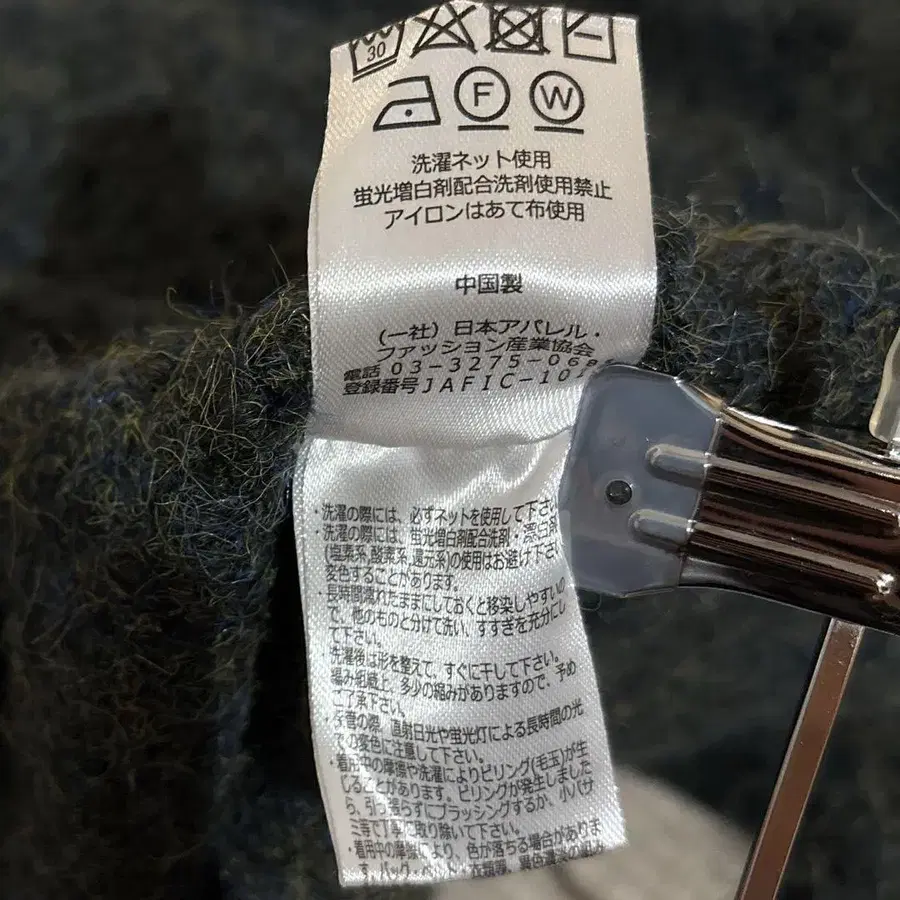 30
F W
洗濯ネット使用
蛍光増白剤配合洗剤使用禁止
アイロンはあて布使用
中国製
(一社)日本アパレル・
ファッション産業協会
電話 03-3275-06
登録番号JAFIC-10
・洗濯の際には、必ずネットを使用して下さい
・洗濯の際には、蛍光増白剤配合洗剤・漂白剤
(塩素系,酸素系,還元系)の使用はお避け下さい
変色することがあります。
・長時間濡れたままにしておくと移染しやすいの
で、他のものと分けて洗い、すすぎを充分にし
て下さい。
洗濯後は形を整えて、すぐに干して下さい。
編み組織上、多少の縮みがありますので、予め
ご了承下さい。
・保管の際、直射日光や蛍光灯による長時間の光
での変色に注意して下さい。
・着用中の摩擦や洗濯によりピリング(毛玉)が生
じることがあります。ピリングが発生しました
ら、引っ張らずにブラッシングするか、小バサ
ミ等で丁寧に取り除いて下さい。
・着用中の摩擦により、色が落ちる場合がありま
す。バッグ